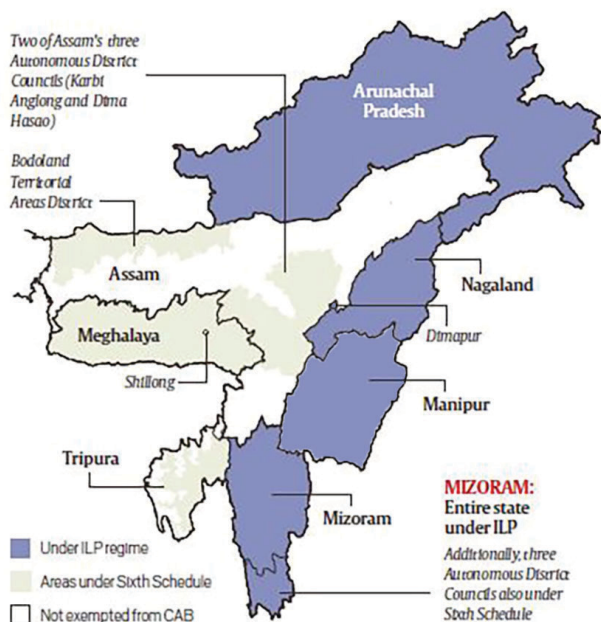 Two of Assam's three
Autonomous District
Councils (Karbi
Anglong and Dima
Hasao)
Arunachal
Pradesh
Bodoland
Territorial
Areas District
Assam
Nagaland
Meghalaya
Dimapur
Shillong
Manipur
Tripura
Mizoram
MIZORAM:
Entire state
under ILP
Additionally, three
Autonomous District
Councils also under
Sixth Schedule
Under ILP regime
Areas under Sixth Schedule
Not exempted from CAB